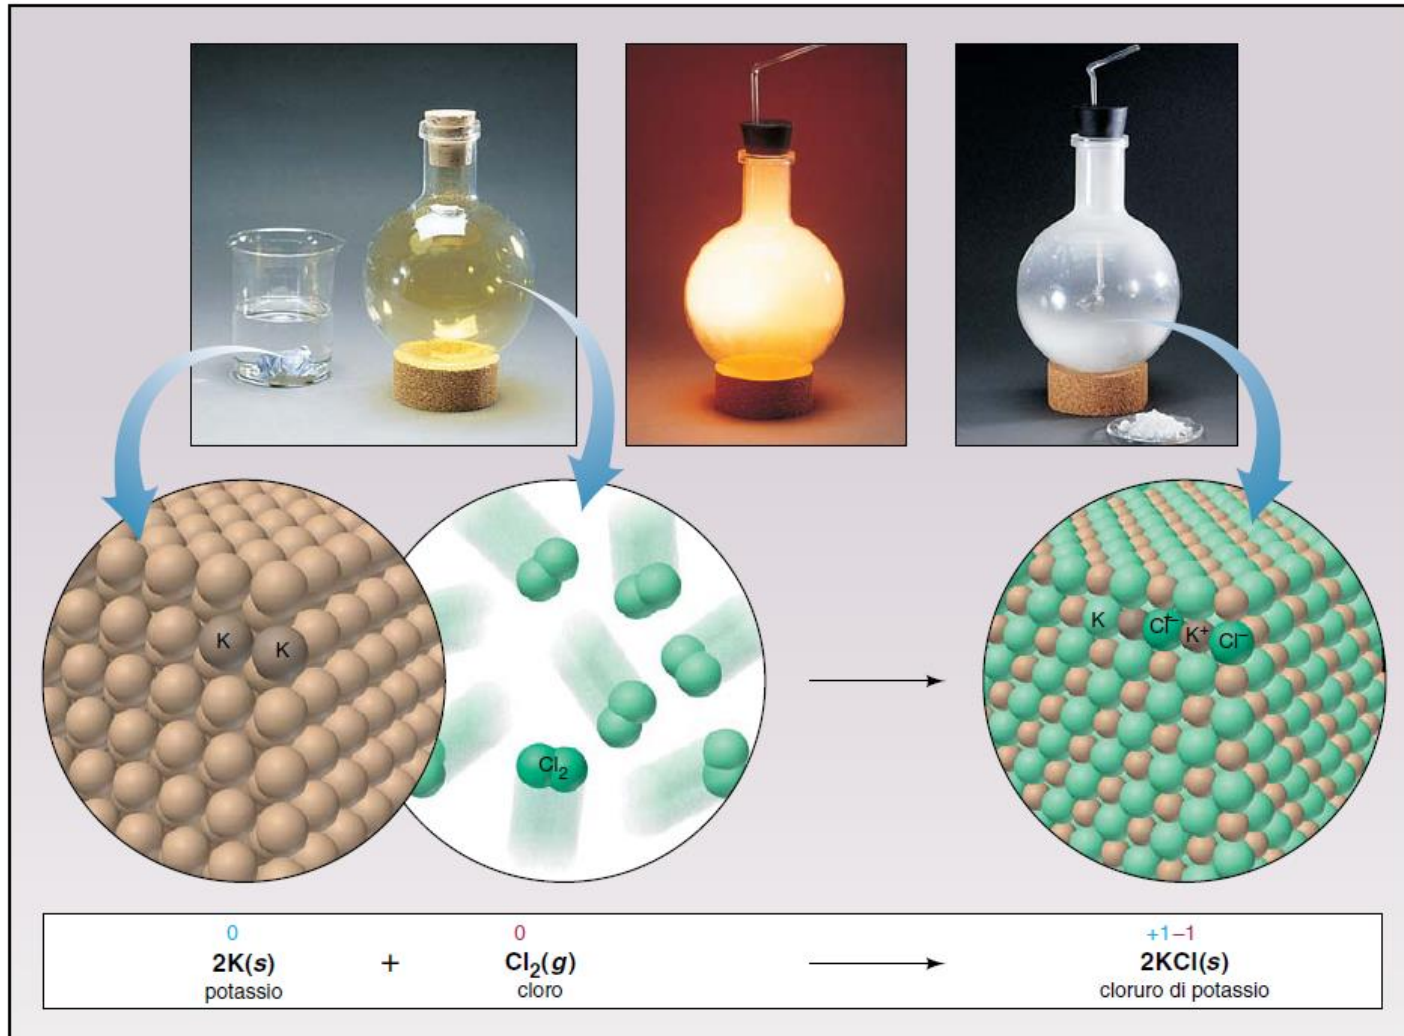 K
K
Cl₂
K
Cl⁺⁻
K⁺
Cl⁻
0
0
+1–1
2K(s) + Cl₂(g) 2KCl(s)
potassio cloro cloruro di potassio